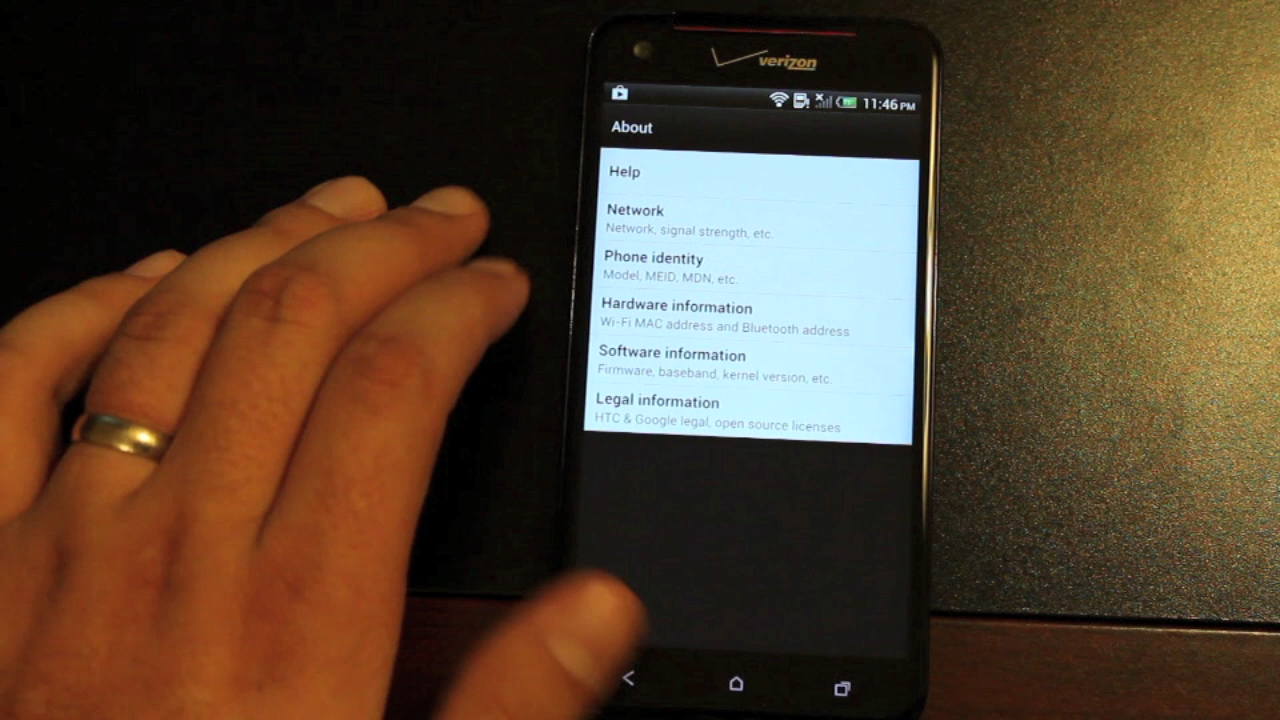 verizon
11:46 PM
About
Help
Network
Network, signal strength, etc.
Phone identity
Model, MEID, MDN, etc.
Hardware information
Wi-Fi MAC address and Bluetooth address
Software information
Firmware, baseband, kernel version, etc.
Legal information
HTC & Google legal, open source licenses